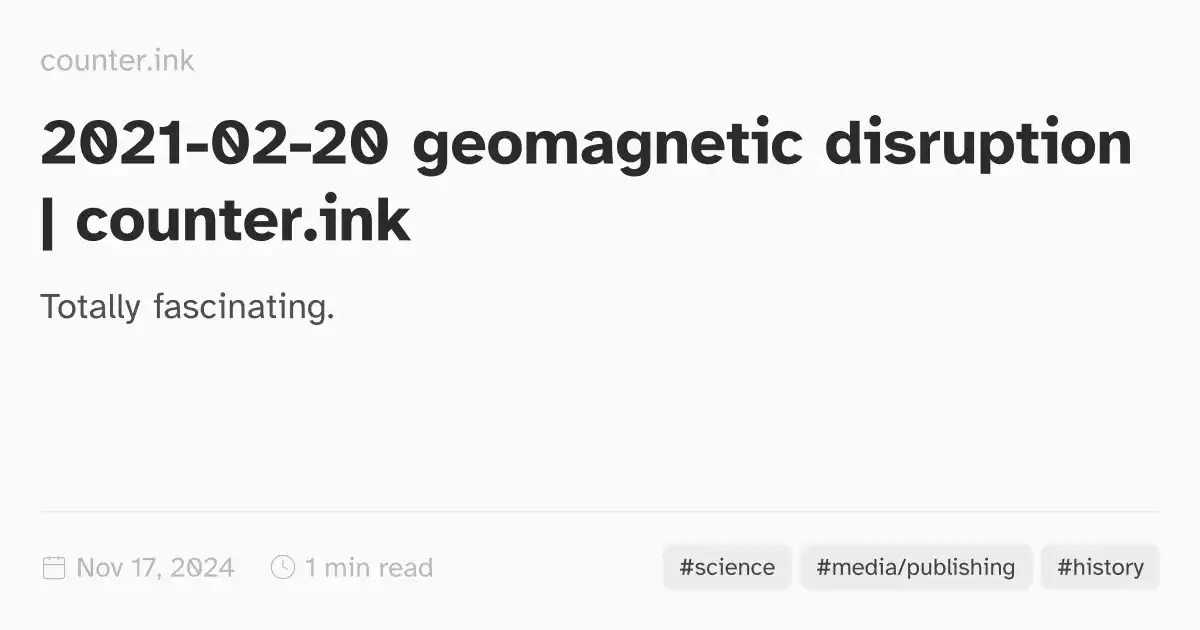 counter.ink
2021-02-20 geomagnetic disruption
| counter.ink
Totally fascinating.
Nov 17, 2024 1 min read #science #media/publishing #history